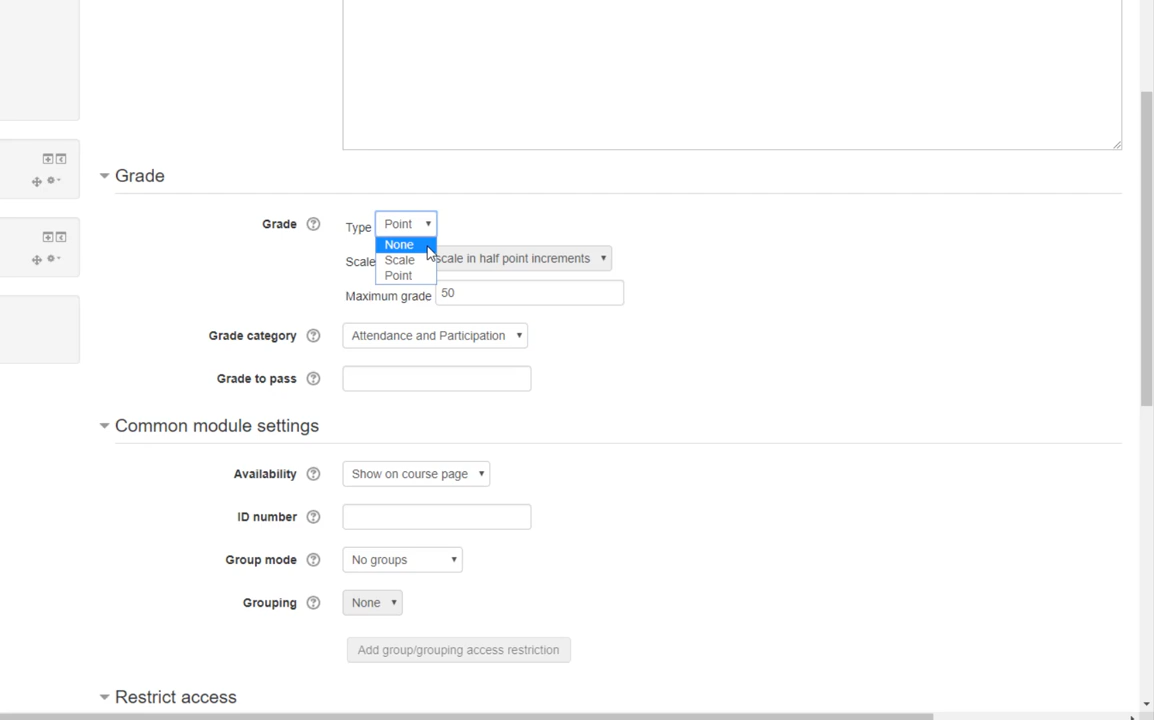 Grade
Grade Type Point
None
Scale scale in half point increments
Scale
Point
Maximum grade 50
Grade category Attendance and Participation
Grade to pass
Common module settings
Availability Show on course page
ID number
Group mode No groups
Grouping None
Add group/grouping access restriction
Restrict access